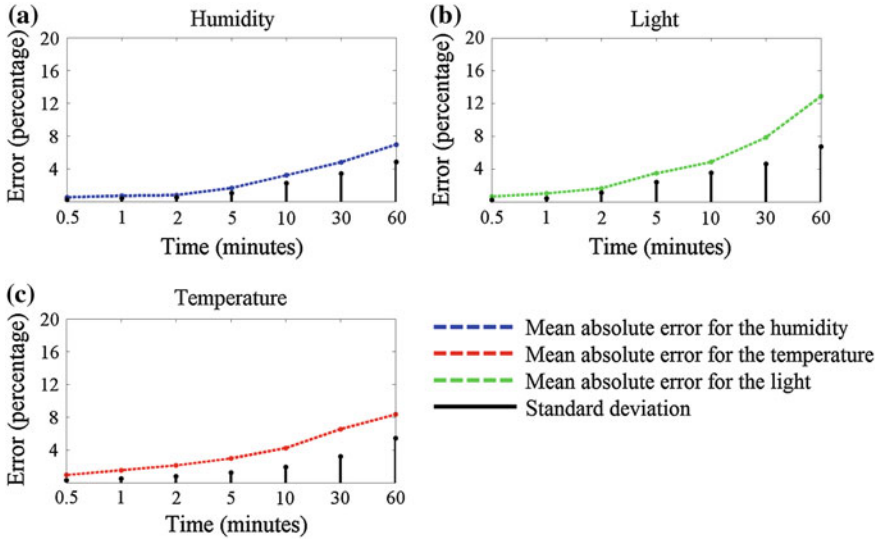 (a)
Humidity
20
16
12
8
4
Error (percentage)
0.5 1 2 5 10 30 60
Time (minutes)
(b)
Light
20
16
12
8
4
Error (percentage)
0.5 1 2 5 10 30 60
Time (minutes)
(c)
Temperature
20
16
12
8
4
Error (percentage)
0.5 1 2 5 10 30 60
Time (minutes)
Mean absolute error for the humidity
Mean absolute error for the temperature
Mean absolute error for the light
Standard deviation